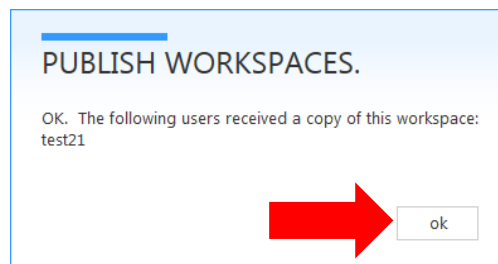 PUBLISH WORKSPACES.
OK.  The following users received a copy of this workspace:
test21
ok